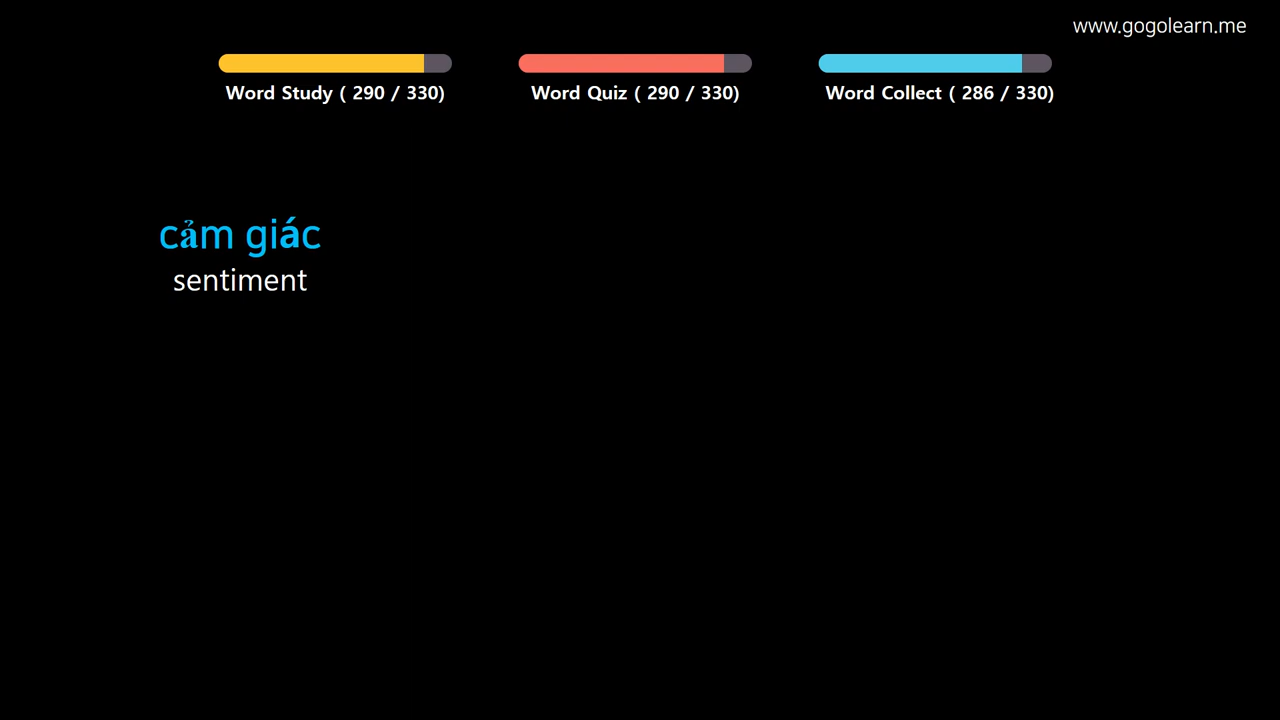 www.gogolearn.me
Word Study ( 290 / 330)
Word Quiz ( 290 / 330)
Word Collect ( 286 / 330)
cảm giác
sentiment